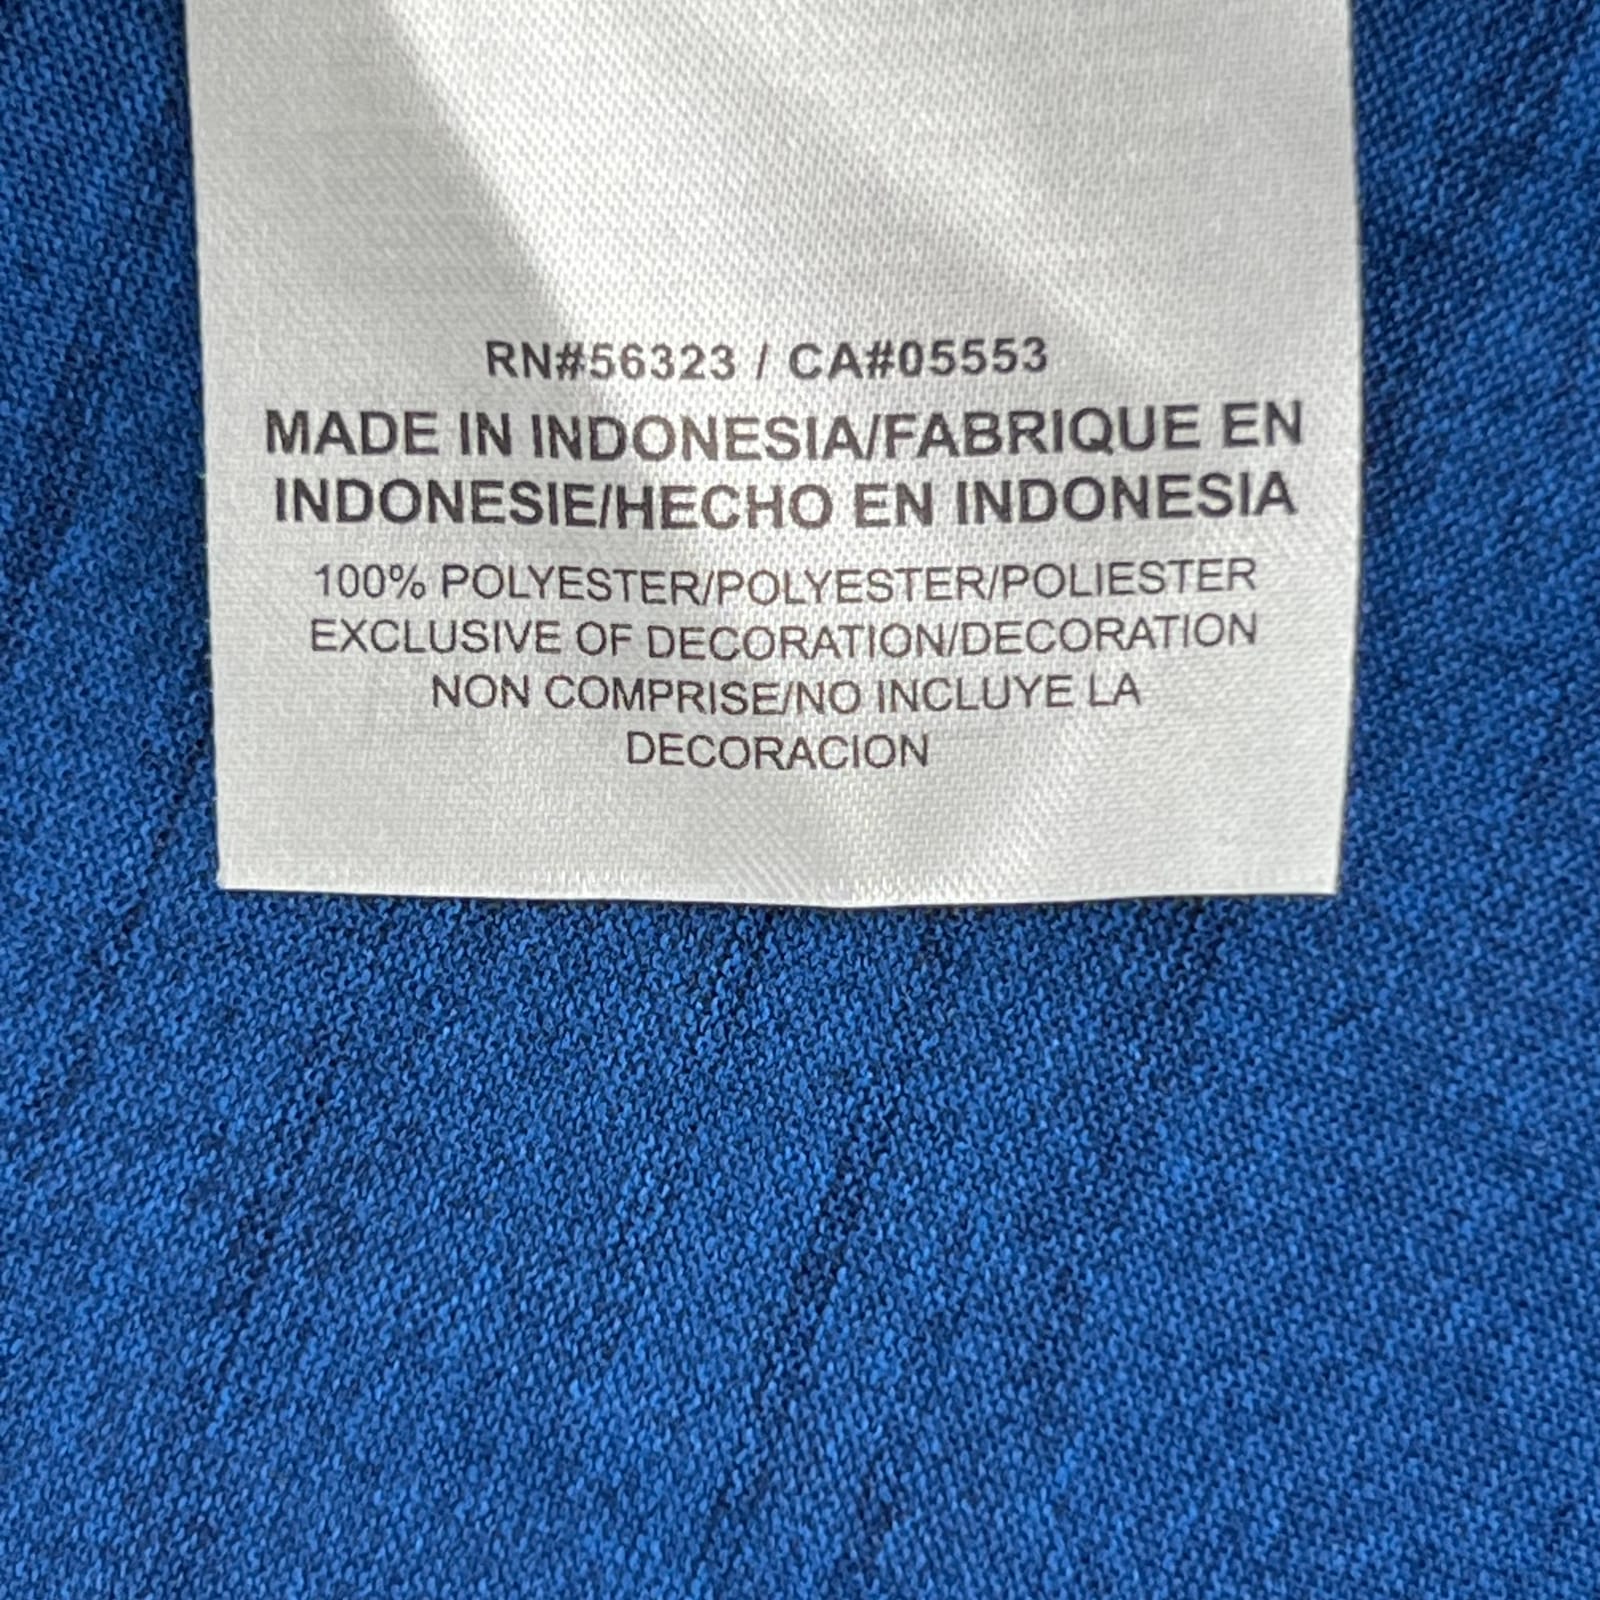 RN#56323 / CA#05553
MADE IN INDONESIA/FABRIQUE EN
INDONESIE/HECHO EN INDONESIA
100% POLYESTER/POLYESTER/POLIESTER
EXCLUSIVE OF DECORATION/DECORATION
NON COMPRISE/NO INCLUYE LA
DECORACION